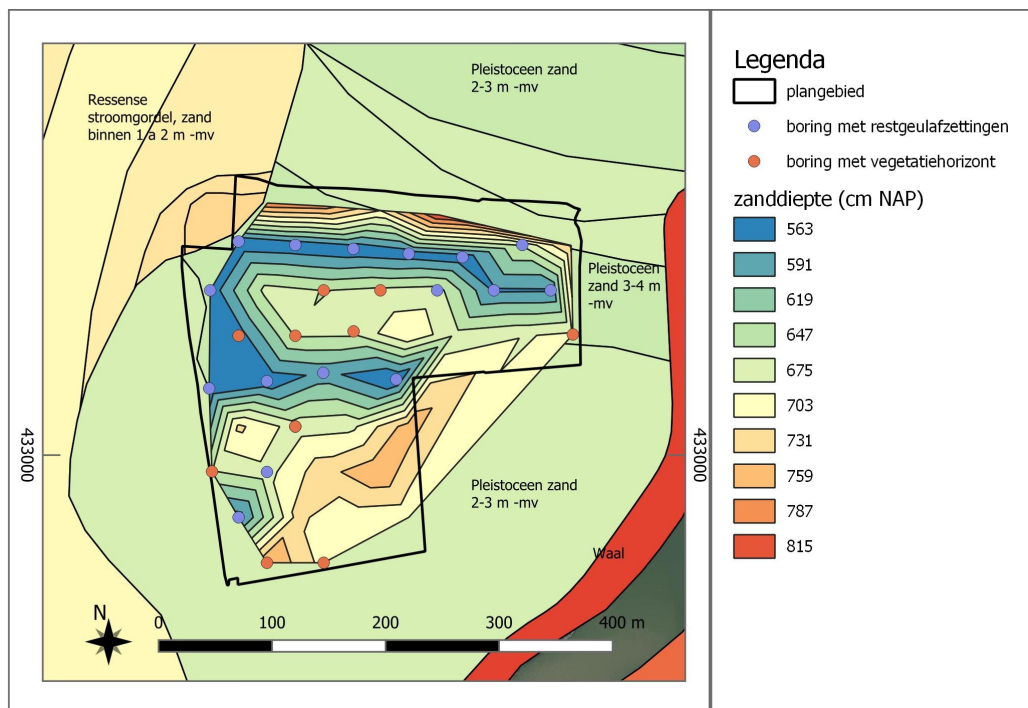 Pleistoceen zand
2-3 m -mv
Ressense
stroomgordel, zand
binnen 1 a 2 m -mv
Pleistoceen
zand 3-4 m
-mv
433000
433000
Pleistoceen zand
2-3 m -mv
Waal
N
0 100 200 300 400 m
Legenda
plangebied
boring met restgeulafzettingen
boring met vegetatiehorizont
zanddiepte (cm NAP)
563
591
619
647
675
703
731
759
787
815